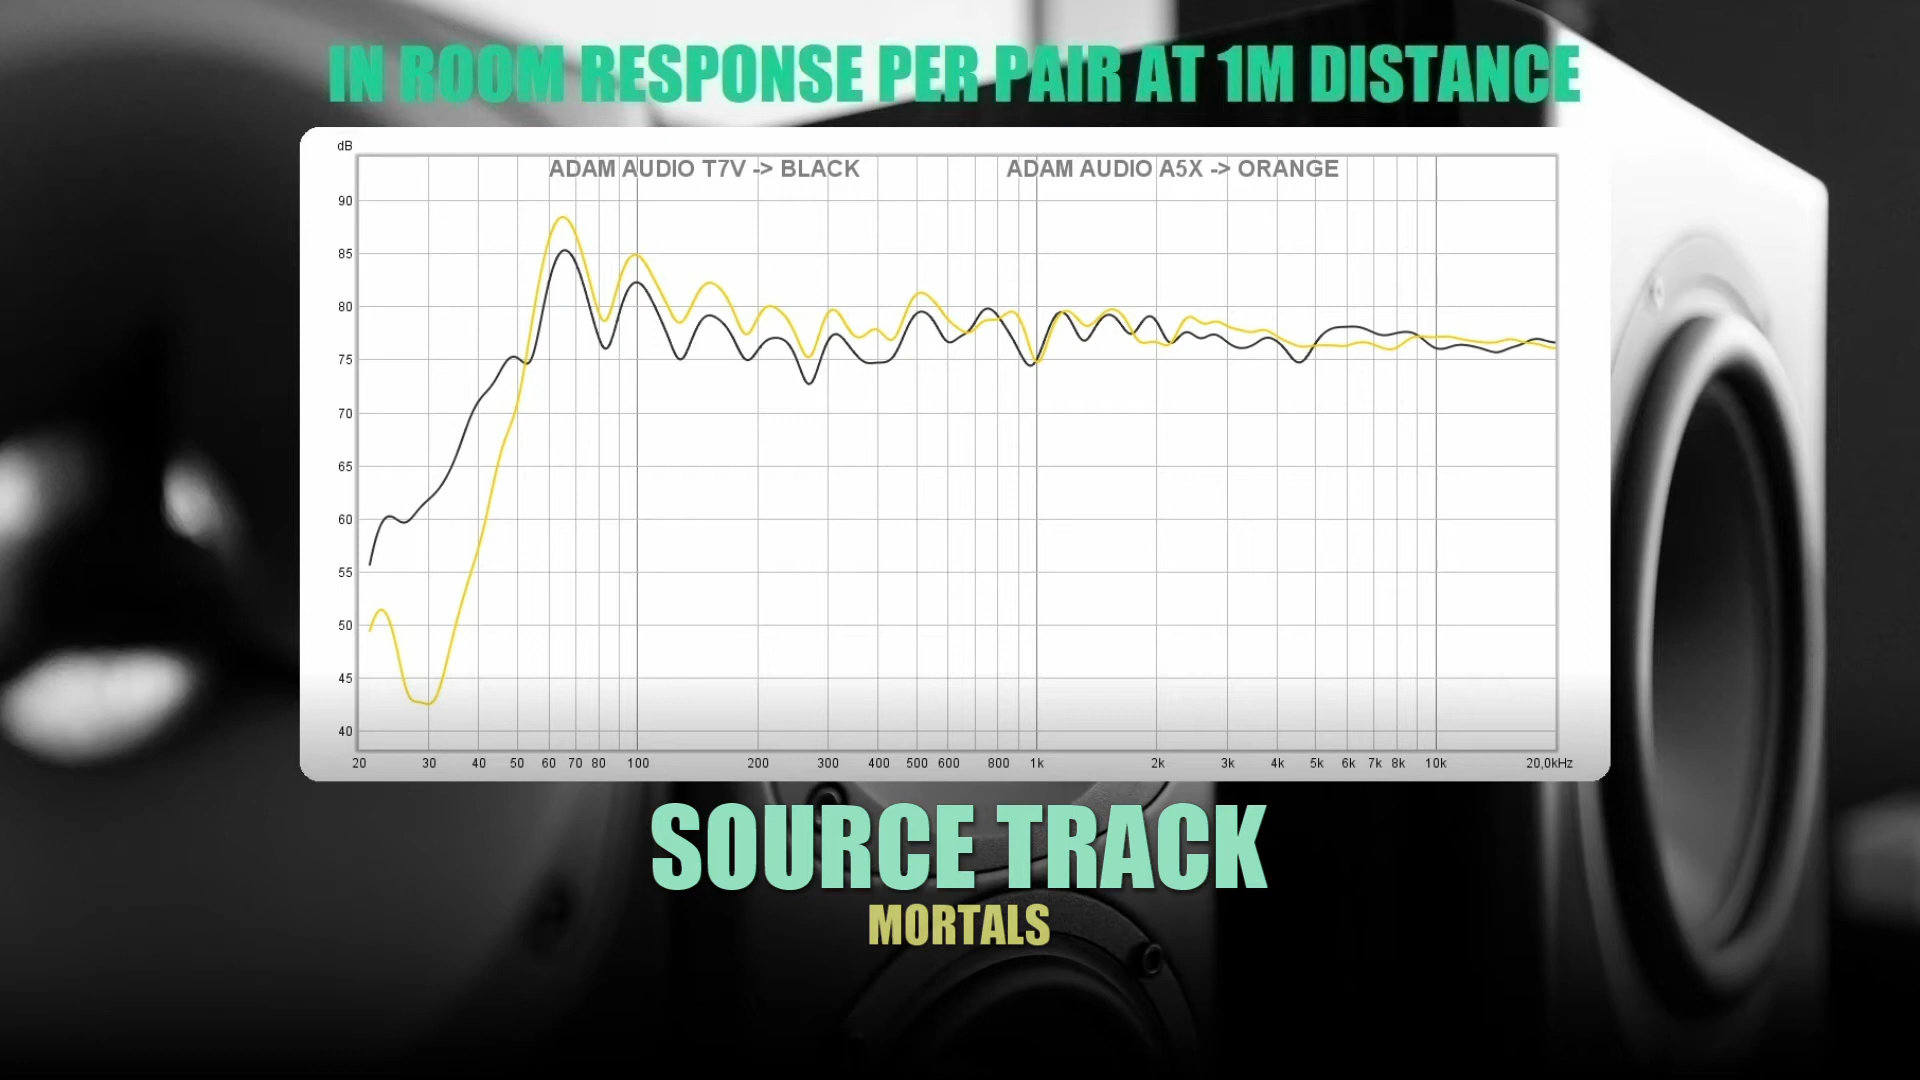 IN ROOM RESPONSE PER PAIR AT 1M DISTANCE
dB
ADAM AUDIO T7V -> BLACK
ADAM AUDIO A5X -> ORANGE
90
85
80
75
70
65
60
55
50
45
40
20 30 40 50 60 70 80 100 200 300 400 500 600 800 1k 2k 3k 4k 5k 6k 7k 8k 10k 20,0kHz
SOURCE TRACK
MORTALS